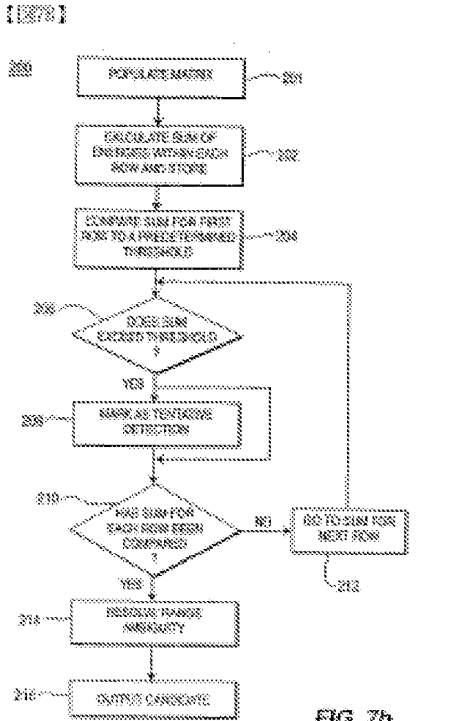 【図7B】
200
POPULATE MATRIX
201
CALCULATE SUM OF
ENERGIES WITHIN EACH
ROW AND STORE
202
COMPARE SUM FOR FIRST
ROW TO A PREDETERMINED
THRESHOLD
204
206
DOES SUM
EXCEED THRESHOLD
?
YES
208
MARK AS TENTATIVE
DETECTION
210
HAS SUM FOR
EACH ROW BEEN
COMPARED
?
NO
GO TO SUM FOR
NEXT ROW
212
YES
214
RESOLVE RANGE
AMBIGUITY
216
OUTPUT CANDIDATE
FIG. 7b